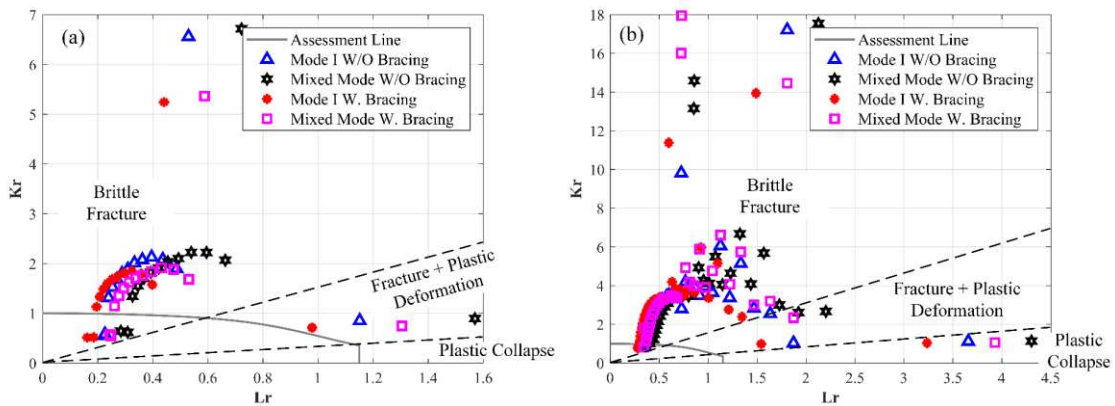 (a)
Assessment Line
Mode I W/O Bracing
Mixed Mode W/O Bracing
Mode I W. Bracing
Mixed Mode W. Bracing
Brittle
Fracture
Fracture + Plastic
Deformation
Plastic Collapse
Kr
7
6
5
4
3
2
1
0
0
0.2
0.4
0.6
0.8
1
1.2
1.4
1.6
Lr
(b)
Assessment Line
Mode I W/O Bracing
Mixed Mode W/O Bracing
Mode I W. Bracing
Mixed Mode W. Bracing
Brittle
Fracture
Fracture + Plastic
Deformation
Plastic
Collapse
Kr
18
16
14
12
10
8
6
4
2
0
0
0.5
1
1.5
2
2.5
3
3.5
4
4.5
Lr